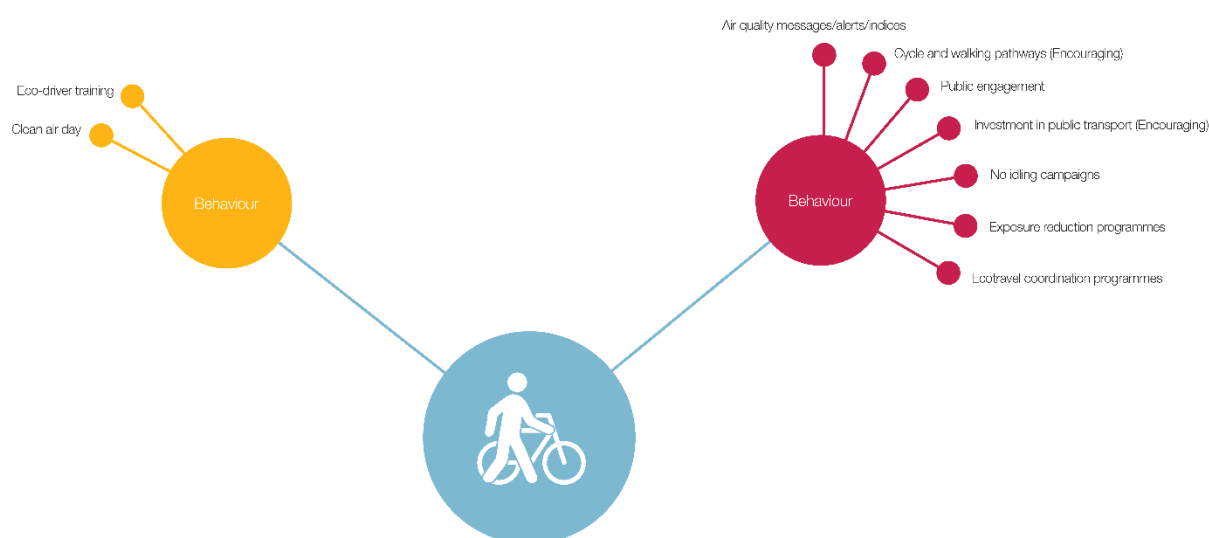 Air quality messages/alerts/indices
Cycle and walking pathways (Encouraging)
Public engagement
Investment in public transport (Encouraging)
No idling campaigns
Exposure reduction programmes
Ecotravel coordination programmes
Behaviour
Eco-driver training
Clean air day
Behaviour